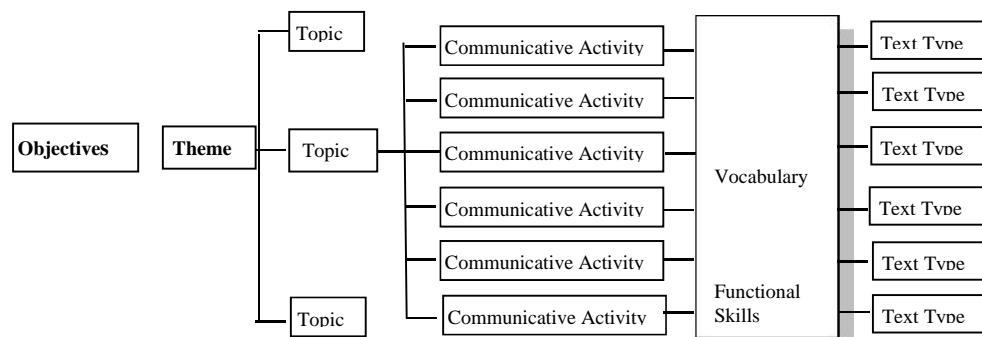 Topic
Communicative Activity
Text Type
Communicative Activity
Text Type
Objectives
Theme
Topic
Communicative Activity
Text Type
Vocabulary
Communicative Activity
Text Type
Communicative Activity
Text Type
Functional
Skills
Topic
Communicative Activity
Text Type